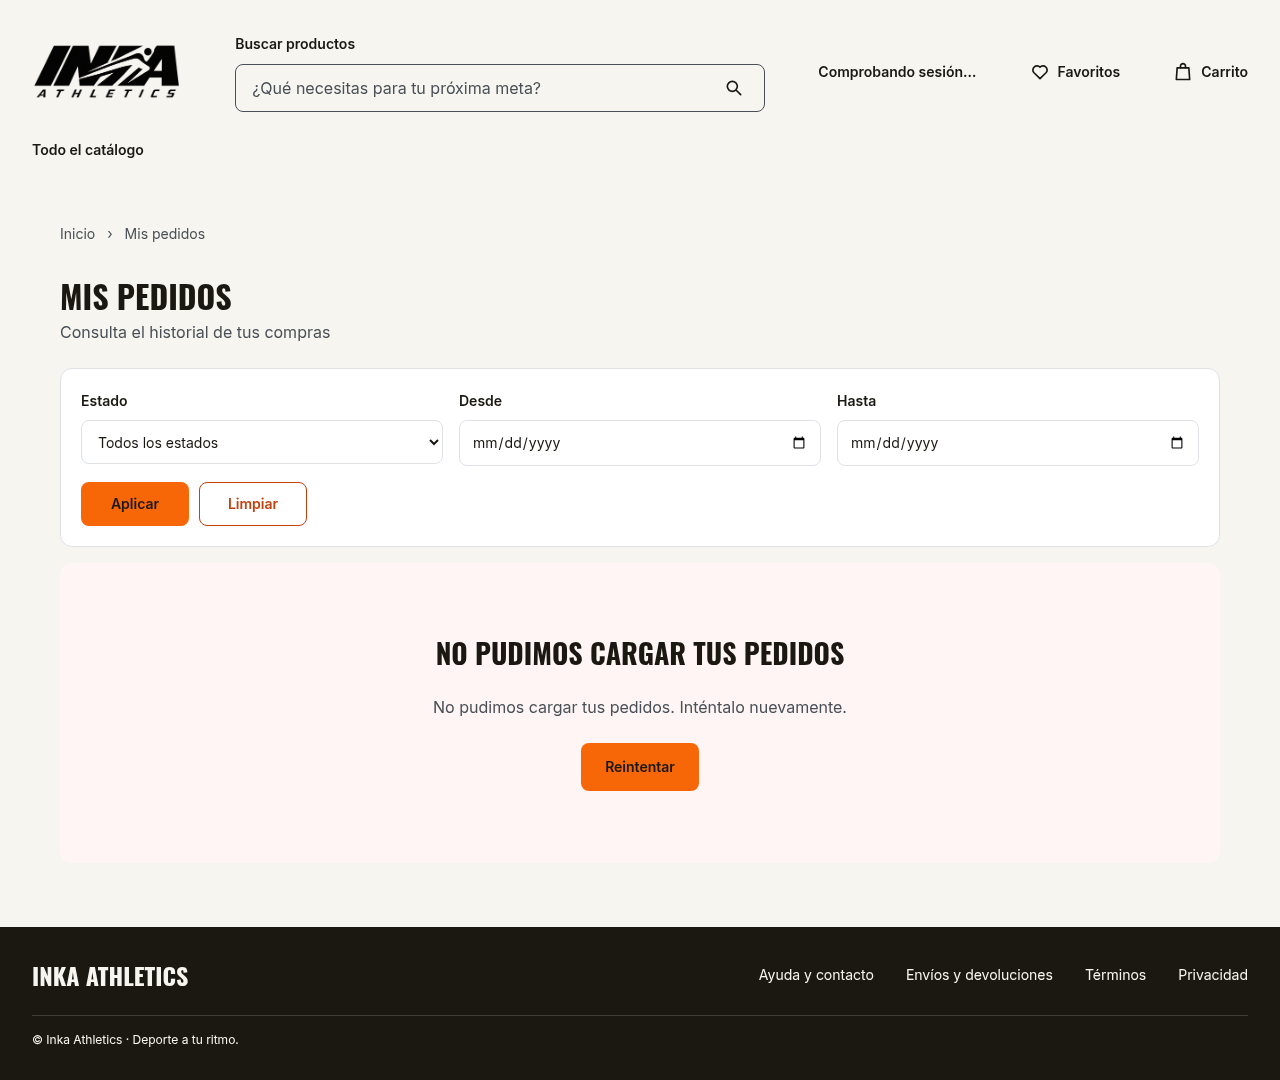 INKA
ATHLETICS
Buscar productos
¿Qué necesitas para tu próxima meta?
Comprobando sesión…
Favoritos
Carrito
Todo el catálogo
Inicio › Mis pedidos
MIS PEDIDOS
Consulta el historial de tus compras
Estado
Desde
Hasta
Todos los estados
mm/dd/yyyy
mm/dd/yyyy
Aplicar
Limpiar
NO PUDIMOS CARGAR TUS PEDIDOS
No pudimos cargar tus pedidos. Inténtalo nuevamente.
Reintentar
INKA ATHLETICS
Ayuda y contacto
Envíos y devoluciones
Términos
Privacidad
© Inka Athletics · Deporte a tu ritmo.